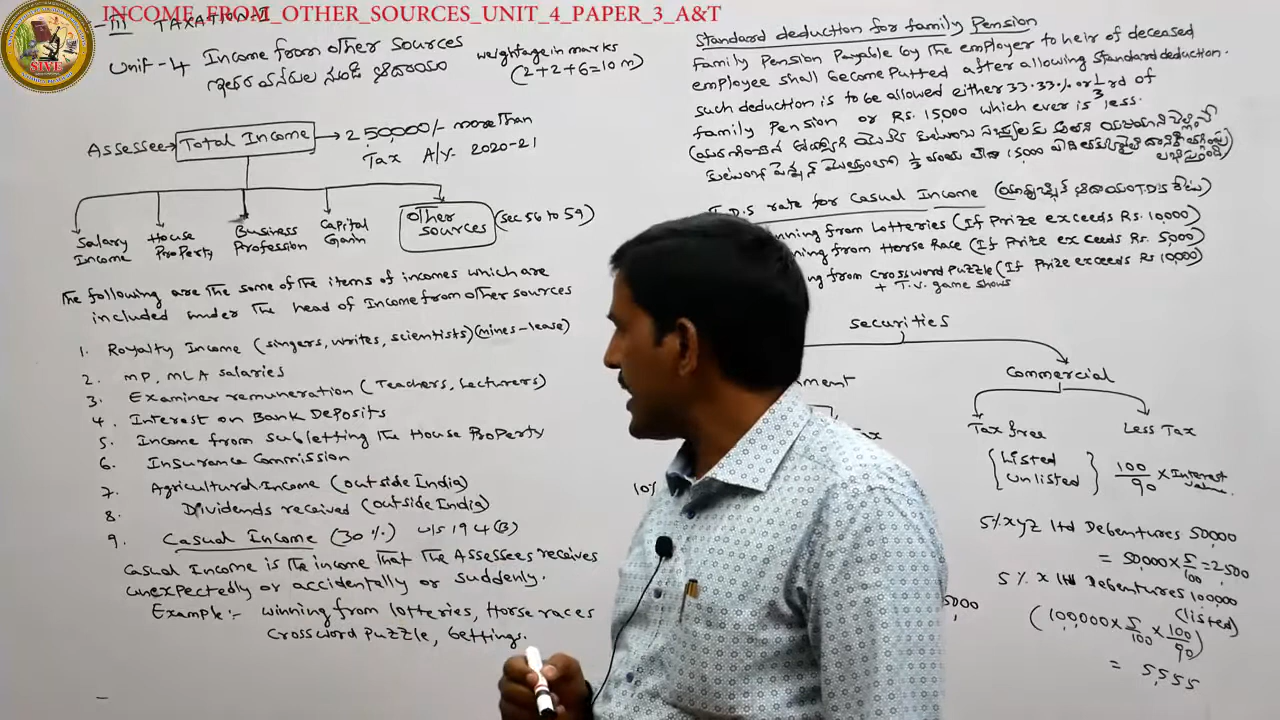 INCOME_FROM_OTHER_SOURCES_UNIT_4_PAPER_3_A&T
III TAXATION-I
SIVE
Unit-4 Income from other Sources
weightage in marks
(2+2+6=10 m)
Assessee → Total Income → 2,50,000/- more than
Tax A/y. 2020-21
Salary Income
House Property
Business Profession
Capital Gain
Other Sources (sec 56 to 59)
The following are the some of the items of incomes which are
included under the head of Income from other sources
1. Royalty Income (singers, writes, scientists) (mines-lease)
2. MP, MLA salaries
3. Examiner remuneration (Teachers, Lecturers)
4. Interest on Bank Deposits
5. Income from subletting the House Property
6. Insurance Commission
7. Agricultural Income (outside India)
8. Dividends received (outside India)
9. Casual Income (30%) u/s 194(B)
Casual Income is the income that the Assessees receives
unexpectedly or accidentally or suddenly.
Example:- winning from lotteries, Horse races
Crossword Puzzle, bettings.
Standard deduction for family Pension
Family Pension Payable by the employer to heir of deceased
employee shall become Putted after allowing Standard deduction.
such deduction is to be allowed either 33.33% or 1/3 rd of
family Pension or Rs. 15000 which ever is less.
T.D.S rate for Casual Income
nning from Lotteries (If Prize exceeds Rs. 10,000)
ning from Horse Race (If Prize exceeds Rs. 5,000)
g from Crossword Puzzle (If Prize exceeds Rs 10,000)
+ T.V. game shows
securities
nment
Commercial
Tax free
Less Tax
{Listed
unlisted}
100/90 × Interest value.
10%
5% xyz ltd Debentures 50,000
= 50000 × 5/100 = 2,500
5% x ltd Debentures 100,000
(listed)
(1,00,000 × 5/100 × 100/90)
= 5,555